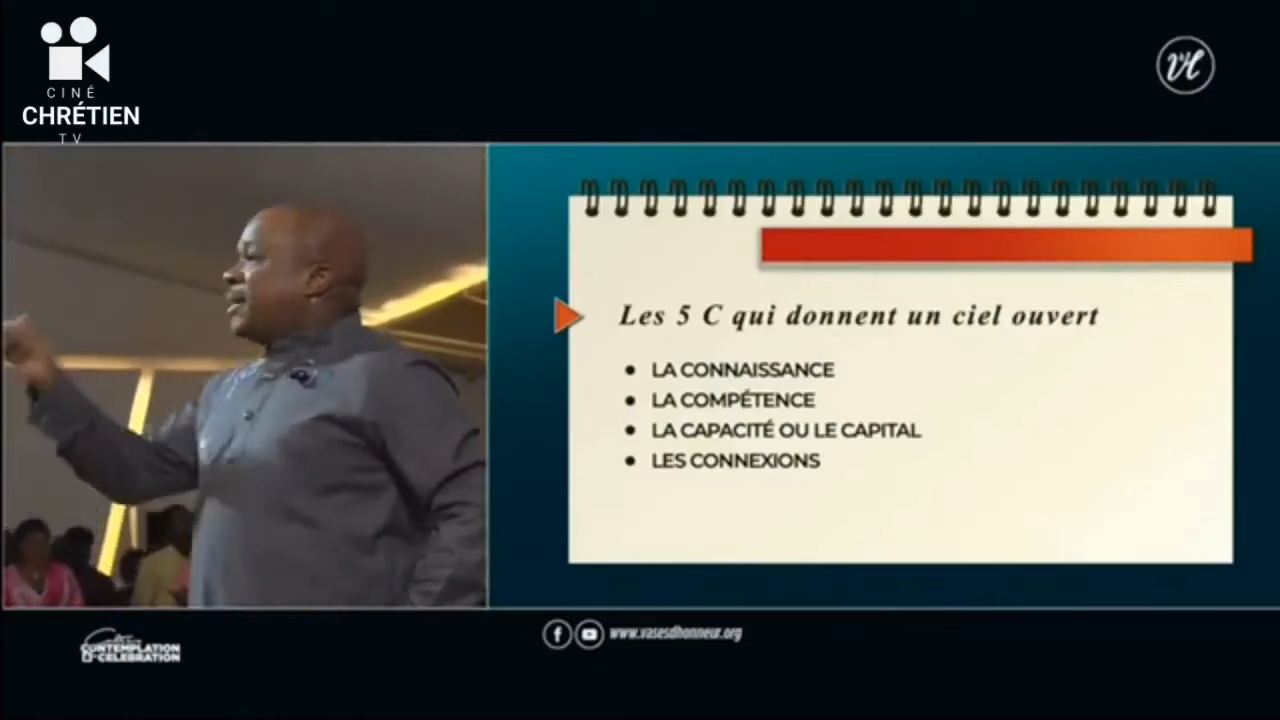 CINÉ
CHRÉTIEN
TV
VH
Les 5 C qui donnent un ciel ouvert
LA CONNAISSANCE
LA COMPÉTENCE
LA CAPACITÉ OU LE CAPITAL
LES CONNEXIONS
www.vasesdhonneur.org
CONTEMPLATION
CELEBRATION